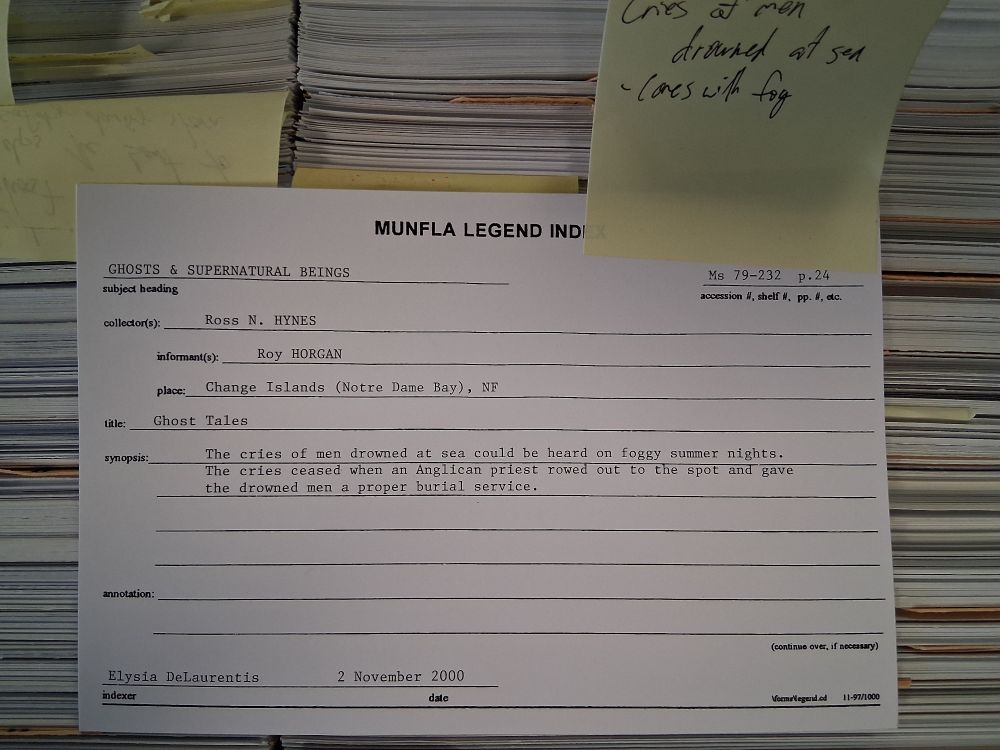 Cries of men
drowned at sea
- Comes with fog
MUNFLA LEGEND INDEX
GHOSTS & SUPERNATURAL BEINGS
subject heading
Ms 79-232 p.24
accession #, shelf #, pp. #, etc.
collector(s): Ross N. HYNES
informant(s): Roy HORGAN
place: Change Islands (Notre Dame Bay), NF
title: Ghost Tales
synopsis: The cries of men drowned at sea could be heard on foggy summer nights.
The cries ceased when an Anglican priest rowed out to the spot and gave
the drowned men a proper burial service.
annotation:
(continue over, if necessary)
Elysia DeLaurentis 2 November 2000
indexer date
\forms\legend.cd 11-97/1000